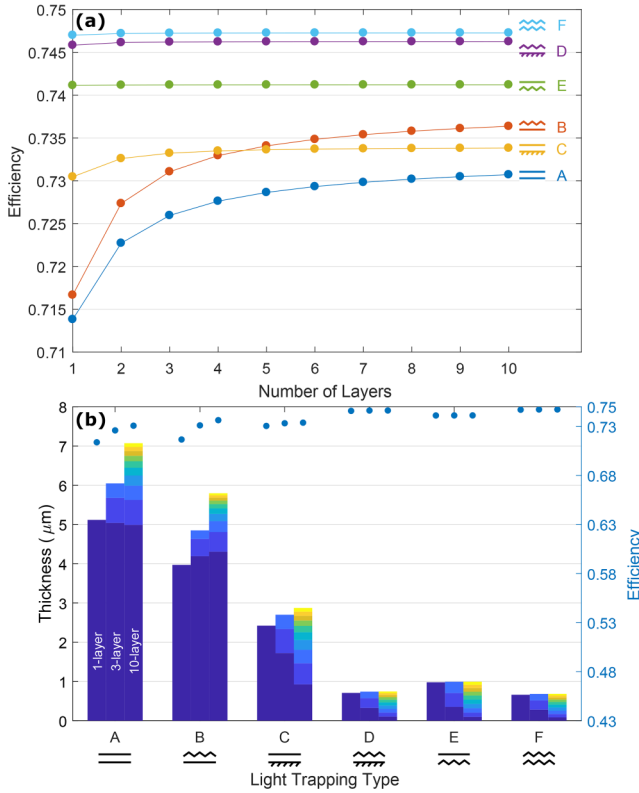 (a)
0.75
0.745
0.74
0.735
0.73
0.725
0.72
0.715
0.71
Efficiency
F
D
E
B
C
A
1 2 3 4 5 6 7 8 9 10
Number of Layers
(b)
8
7
6
5
4
3
2
1
0
Thickness ( μm)
1-layer
3-layer
10-layer
0.75
0.73
0.68
0.63
0.58
0.53
0.48
0.43
Efficiency
A B C D E F
Light Trapping Type